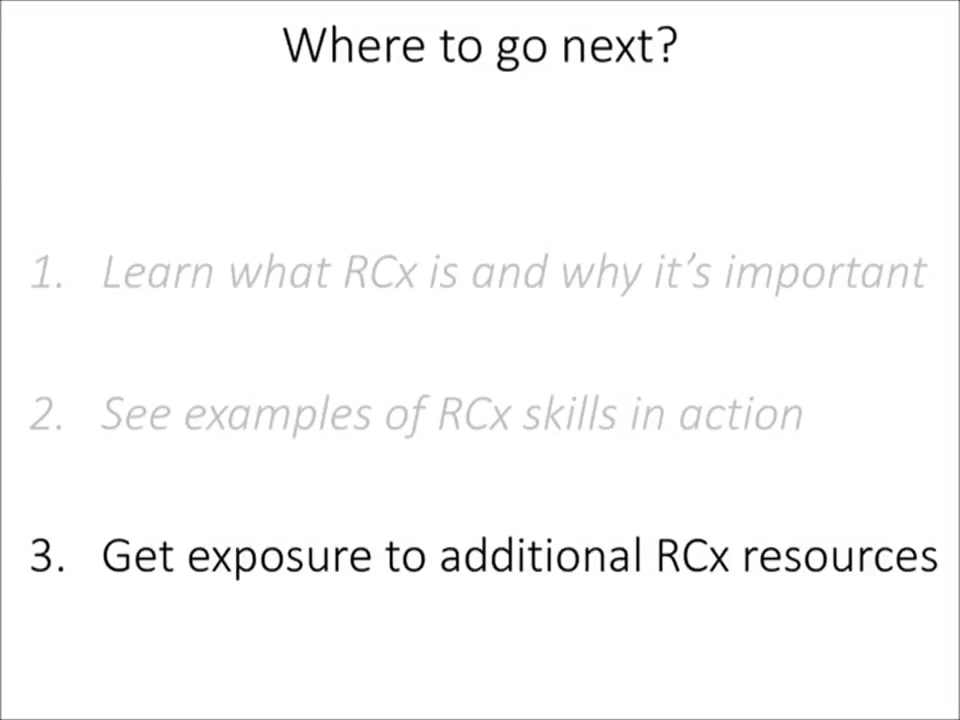 Where to go next?
1. Learn what RCx is and why it's important
2. See examples of RCx skills in action
3. Get exposure to additional RCx resources